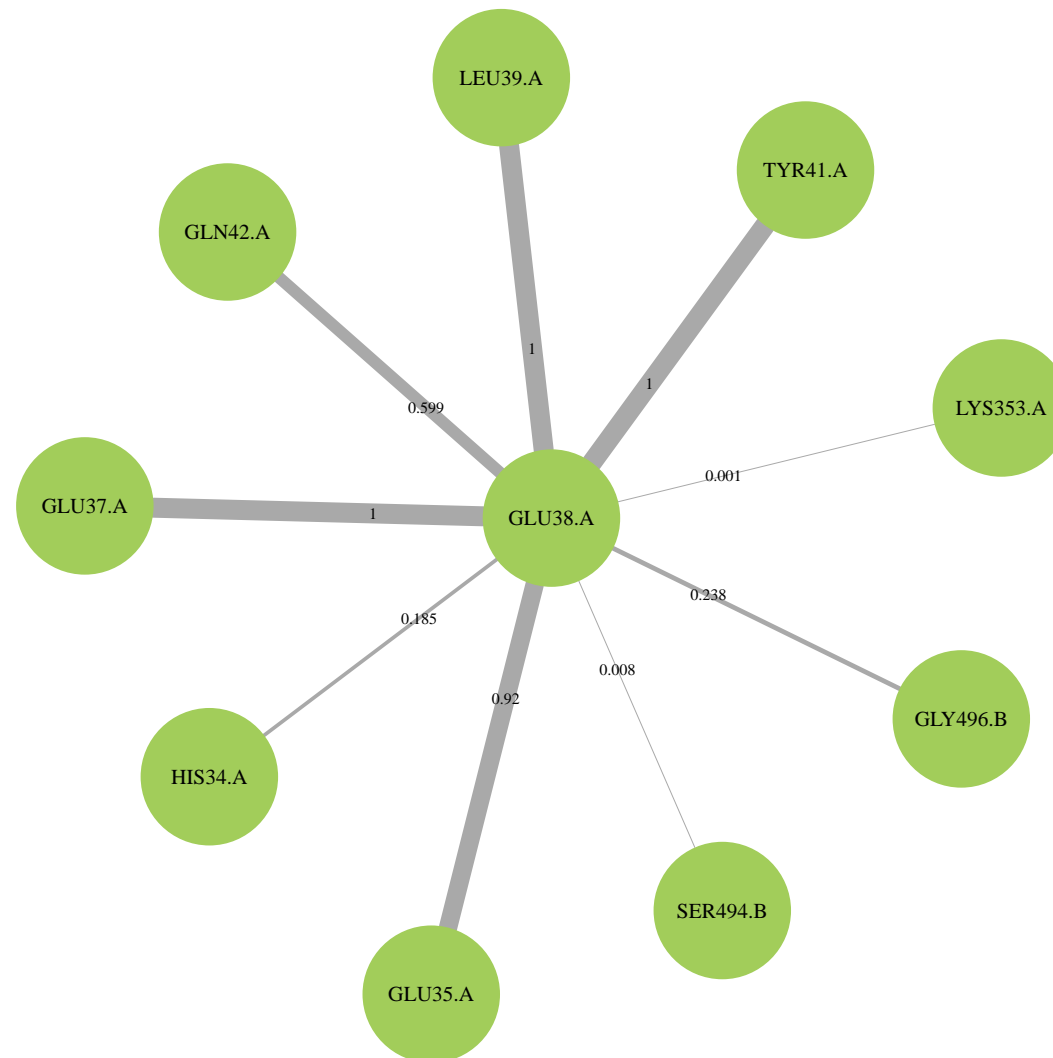 LEU39.A
TYR41.A
GLN42.A
1
1
LYS353.A
0.599
0.001
GLU37.A
1
GLU38.A
0.238
0.185
0.008
0.92
GLY496.B
HIS34.A
SER494.B
GLU35.A